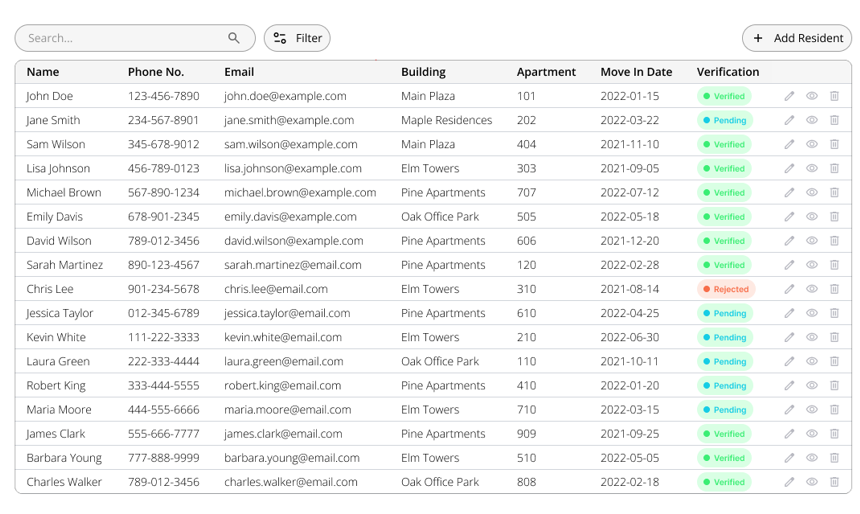 Search... Filter + Add Resident
Name Phone No. Email Building Apartment Move In Date Verification
John Doe 123-456-7890 john.doe@example.com Main Plaza 101 2022-01-15 Verified
Jane Smith 234-567-8901 jane.smith@example.com Maple Residences 202 2022-03-22 Pending
Sam Wilson 345-678-9012 sam.wilson@example.com Main Plaza 404 2021-11-10 Verified
Lisa Johnson 456-789-0123 lisa.johnson@example.com Elm Towers 303 2021-09-05 Verified
Michael Brown 567-890-1234 michael.brown@example.com Pine Apartments 707 2022-07-12 Verified
Emily Davis 678-901-2345 emily.davis@example.com Oak Office Park 505 2022-05-18 Verified
David Wilson 789-012-3456 david.wilson@example.com Pine Apartments 606 2021-12-20 Verified
Sarah Martinez 890-123-4567 sarah.martinez@email.com Pine Apartments 120 2022-02-28 Verified
Chris Lee 901-234-5678 chris.lee@email.com Elm Towers 310 2021-08-14 Rejected
Jessica Taylor 012-345-6789 jessica.taylor@email.com Pine Apartments 610 2022-04-25 Pending
Kevin White 111-222-3333 kevin.white@email.com Elm Towers 210 2022-06-30 Pending
Laura Green 222-333-4444 laura.green@email.com Oak Office Park 110 2021-10-11 Pending
Robert King 333-444-5555 robert.king@email.com Pine Apartments 410 2022-01-20 Pending
Maria Moore 444-555-6666 maria.moore@email.com Elm Towers 710 2022-03-15 Pending
James Clark 555-666-7777 james.clark@email.com Pine Apartments 909 2021-09-25 Verified
Barbara Young 777-888-9999 barbara.young@email.com Elm Towers 510 2022-05-05 Verified
Charles Walker 789-012-3456 charles.walker@email.com Oak Office Park 808 2022-02-18 Verified